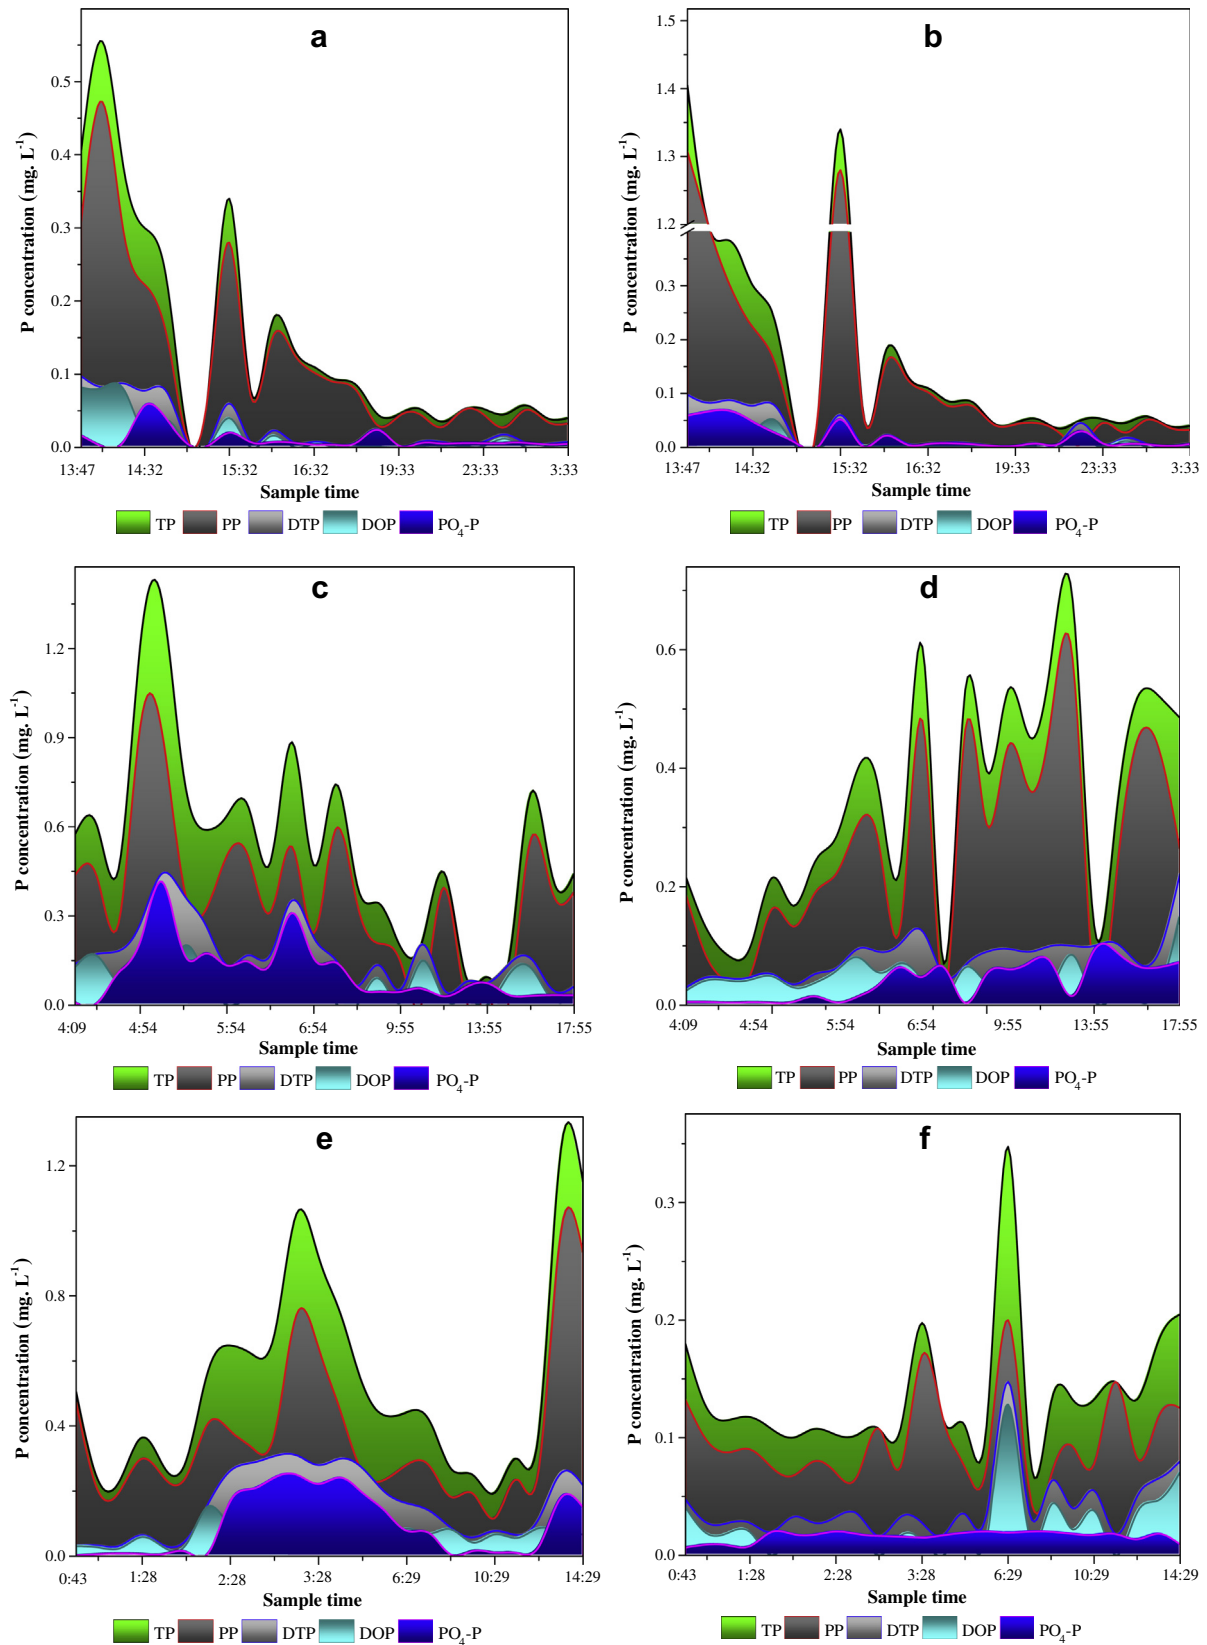 a
P concentration (mg. L-1)
0.5
0.4
0.3
0.2
0.1
0.0
13:47 14:32 15:32 16:32 19:33 23:33 3:33
Sample time
TP PP DTP DOP PO4-P
b
P concentration (mg. L-1)
1.5
1.4
1.3
1.2
0.3
0.2
0.1
0.0
13:47 14:32 15:32 16:32 19:33 23:33 3:33
Sample time
TP PP DTP DOP PO4-P
c
P concentration (mg. L-1)
1.2
0.9
0.6
0.3
0.0
4:09 4:54 5:54 6:54 9:55 13:55 17:55
Sample time
TP PP DTP DOP PO4-P
d
P concentration (mg. L-1)
0.6
0.4
0.2
0.0
4:09 4:54 5:54 6:54 9:55 13:55 17:55
Sample time
TP PP DTP DOP PO4-P
e
P concentration (mg. L-1)
1.2
0.8
0.4
0.0
0:43 1:28 2:28 3:28 6:29 10:29 14:29
Sample time
TP PP DTP DOP PO4-P
f
P concentration (mg. L-1)
0.3
0.2
0.1
0.0
0:43 1:28 2:28 3:28 6:29 10:29 14:29
Sample time
TP PP DTP DOP PO4-P